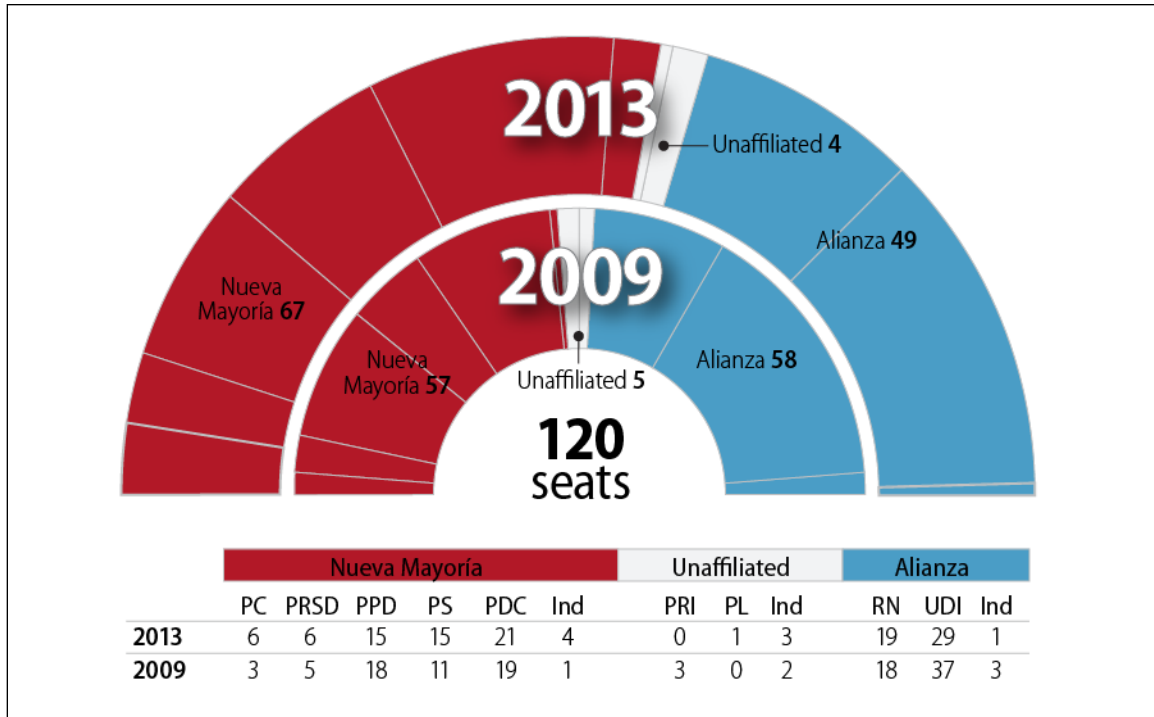 2013
Unaffiliated 4
Alianza 49
Nueva
Mayoría 67
2009
Nueva
Mayoría 57
Unaffiliated 5
Alianza 58
120
seats
Nueva Mayoría Unaffiliated Alianza
PC PRSD PPD PS PDC Ind PRI PL Ind RN UDI Ind
2013 6 6 15 15 21 4 0 1 3 19 29 1
2009 3 5 18 11 19 1 3 0 2 18 37 3